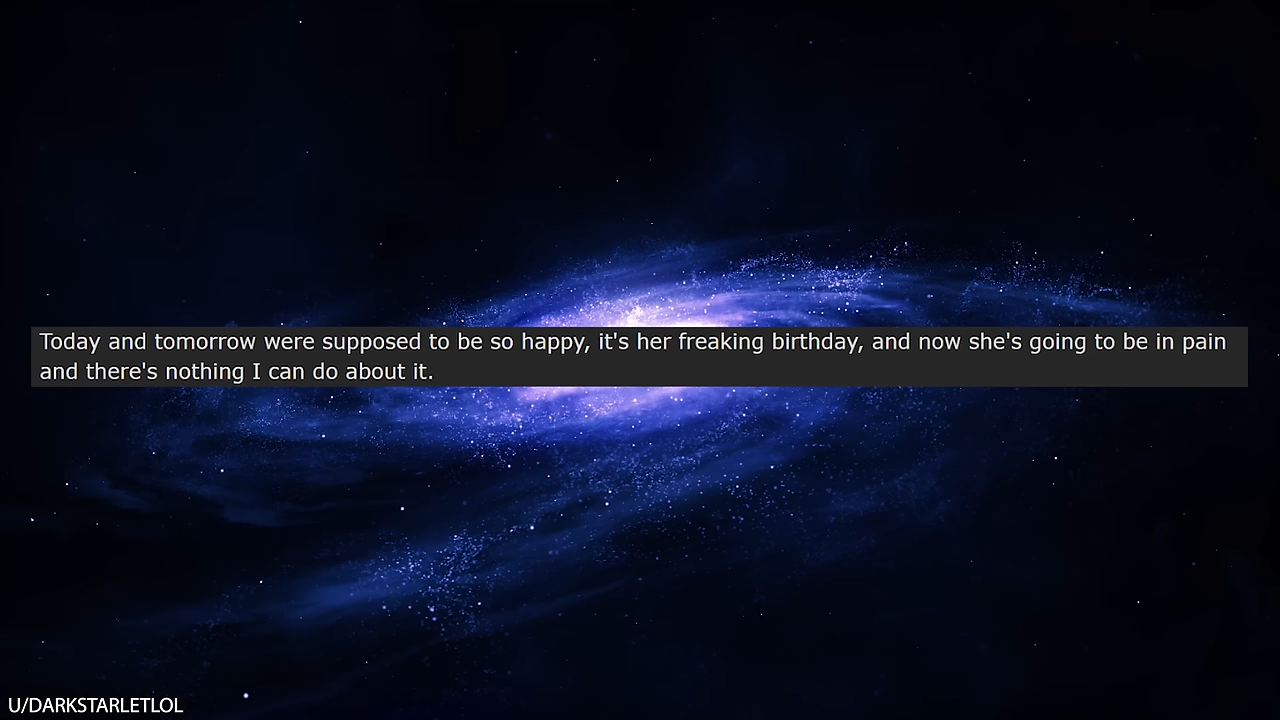 Today and tomorrow were supposed to be so happy, it's her freaking birthday, and now she's going to be in pain
and there's nothing I can do about it.
U/DARKSTARLETLOL